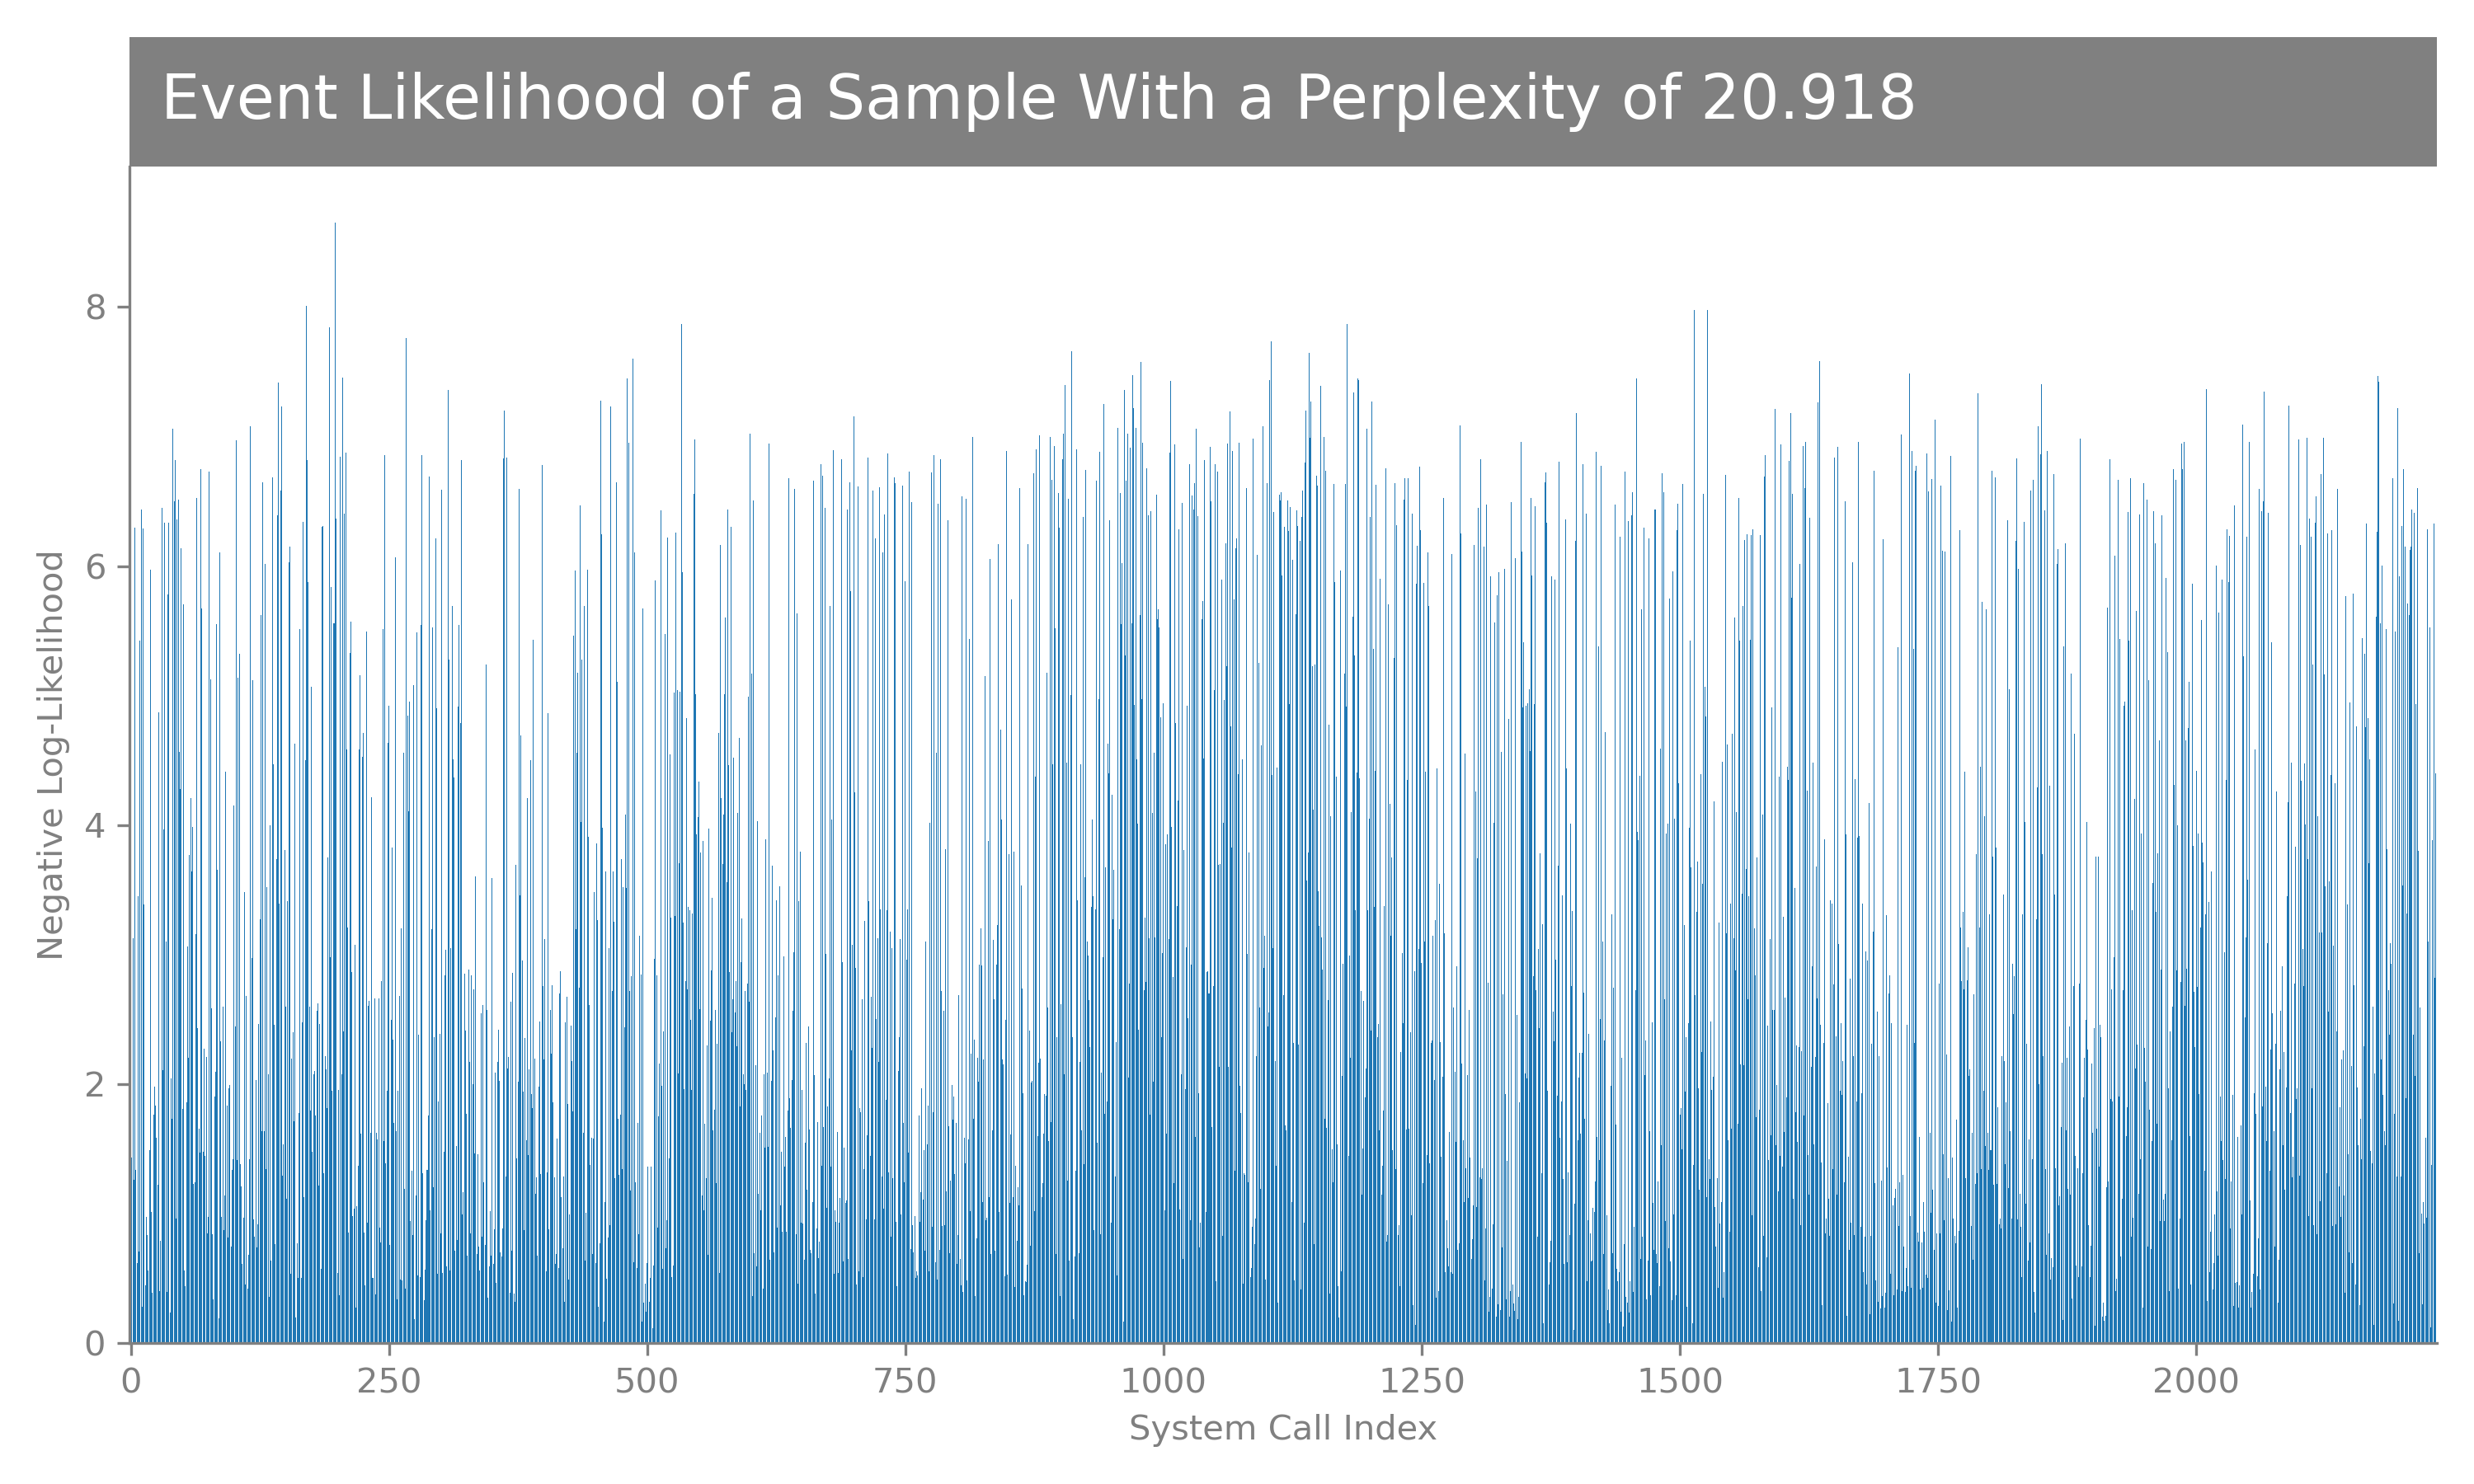 Event Likelihood of a Sample With a Perplexity of 20.918
Negative Log-Likelihood
8
6
4
2
0
0 250 500 750 1000 1250 1500 1750 2000
System Call Index